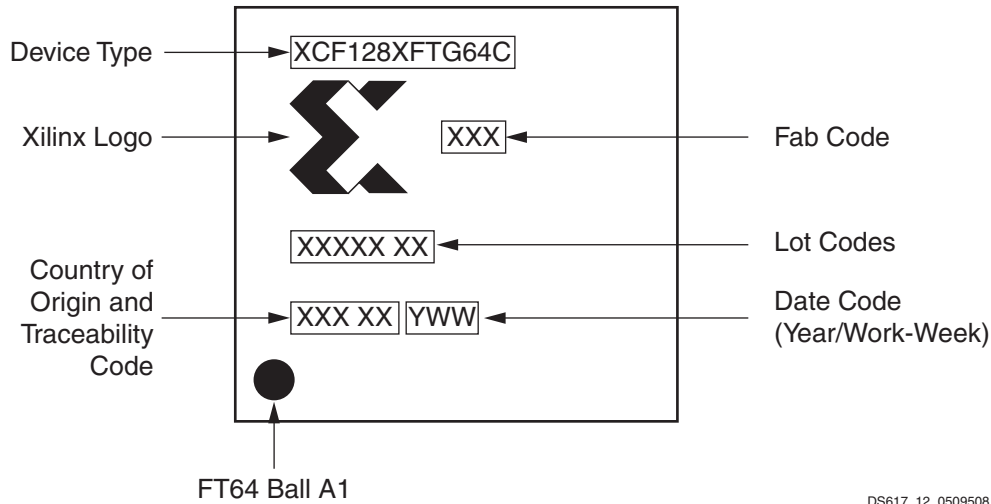 Device Type
XCF128XFTG64C
Xilinx Logo
XXX
Fab Code
XXXXX XX
Lot Codes
Country of
Origin and
Traceability
Code
XXX XX
YWW
Date Code
(Year/Work-Week)
FT64 Ball A1
DS617_12_0509508